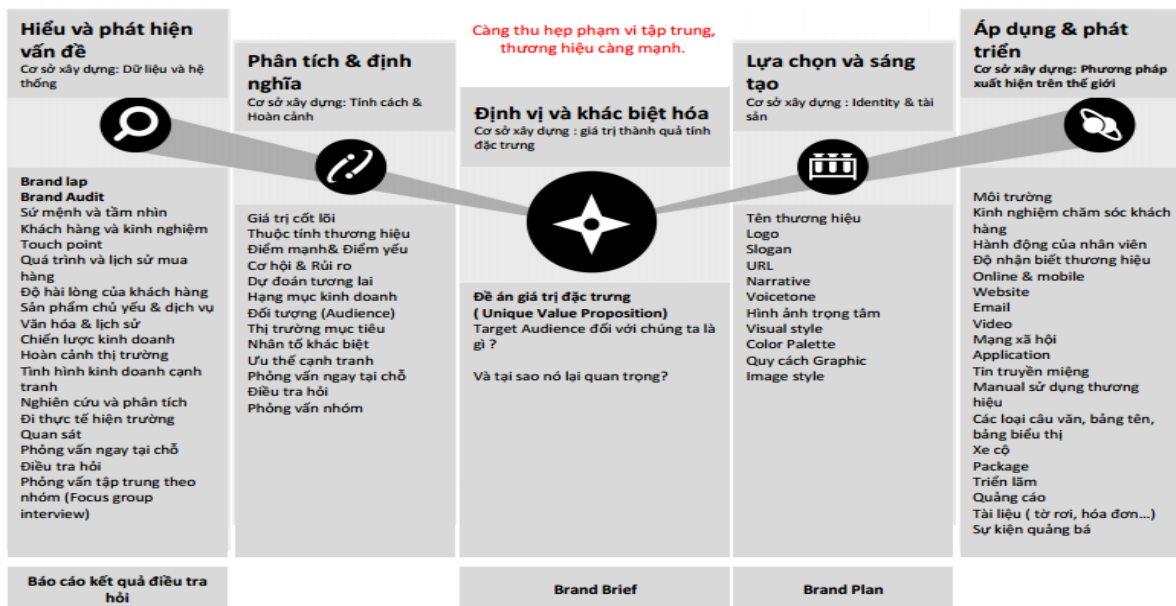 Hiểu và phát hiện
vấn đề
Cơ sở xây dựng: Dữ liệu và hệ
thống
Brand lap
Brand Audit
Sứ mệnh và tầm nhìn
Khách hàng và kinh nghiệm
Touch point
Quá trình và lịch sử mua
hàng
Độ hài lòng của khách hàng
Sản phẩm chủ yếu & dịch vụ
Văn hóa & lịch sử
Chiến lược kinh doanh
Hoàn cảnh thị trường
Tình hình kinh doanh cạnh
tranh
Nghiên cứu và phân tích
Đi thực tế hiện trường
Quan sát
Phỏng vấn ngay tại chỗ
Điều tra hỏi
Phỏng vấn tập trung theo
nhóm (Focus group
interview)
Báo cáo kết quả điều tra
hỏi
Phân tích & định
nghĩa
Cơ sở xây dựng: Tính cách &
Hoàn cảnh
Giá trị cốt lõi
Thuộc tính thương hiệu
Điểm mạnh& Điểm yếu
Cơ hội & Rủi ro
Dự đoán tương lai
Hạng mục kinh doanh
Đối tượng (Audience)
Thị trường mục tiêu
Nhân tố khác biệt
Ưu thế cạnh tranh
Phỏng vấn ngay tại chỗ
Điều tra hỏi
Phỏng vấn nhóm
Càng thu hẹp phạm vi tập trung,
thương hiệu càng mạnh.
Định vị và khác biệt hóa
Cơ sở xây dựng : giá trị thành quả tính
đặc trưng
Đề án giá trị đặc trưng
( Unique Value Proposition)
Target Audience đối với chúng ta là
gì ?
Và tại sao nó lại quan trọng?
Brand Brief
Lựa chọn và sáng
tạo
Cơ sở xây dựng : Identity & tài
sản
Tên thương hiệu
Logo
Slogan
URL
Narrative
Voicetone
Hình ảnh trọng tâm
Visual style
Color Palette
Quy cách Graphic
Image style
Brand Plan
Áp dụng & phát
triển
Cơ sở xây dựng: Phương pháp
xuất hiện trên thế giới
Môi trường
Kinh nghiệm chăm sóc khách
hàng
Hành động của nhân viên
Độ nhận biết thương hiệu
Online & mobile
Website
Email
Video
Mạng xã hội
Application
Tin truyền miệng
Manual sử dụng thương
hiệu
Các loại câu văn, bảng tên,
bảng biểu thị
Xe cộ
Package
Triển lãm
Quảng cáo
Tài liệu ( tờ rơi, hóa đơn...)
Sự kiện quảng bá